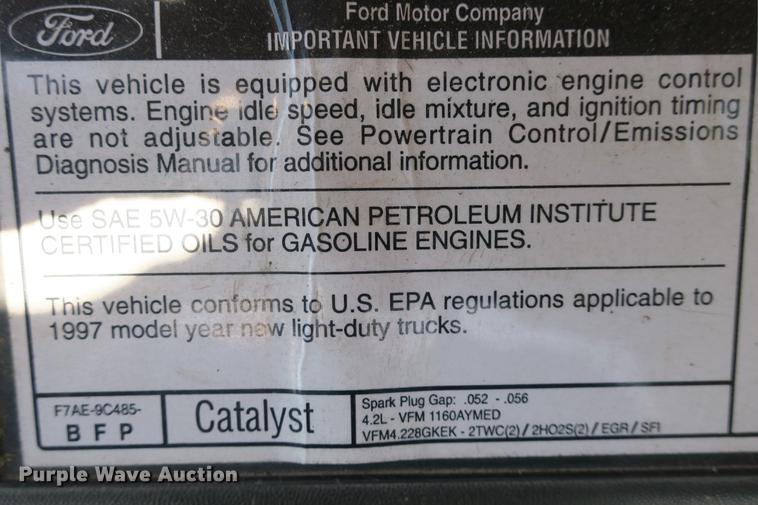 Ford
Ford Motor Company
IMPORTANT VEHICLE INFORMATION
This vehicle is equipped with electronic engine control
systems. Engine idle speed, idle mixture, and ignition timing
are not adjustable. See Powertrain Control/Emissions
Diagnosis Manual for additional information.
Use SAE 5W-30 AMERICAN PETROLEUM INSTITUTE
CERTIFIED OILS for GASOLINE ENGINES.
This vehicle conforms to U.S. EPA regulations applicable to
1997 model year new light-duty trucks.
F7AE-9C485-
BFP
Catalyst
Spark Plug Gap: .052 - .056
4.2L - VFM 1160AYMED
VFM4.228GKEK - 2TWC(2) / 2HO2S(2) / EGR / SFI
Purple Wave Auction